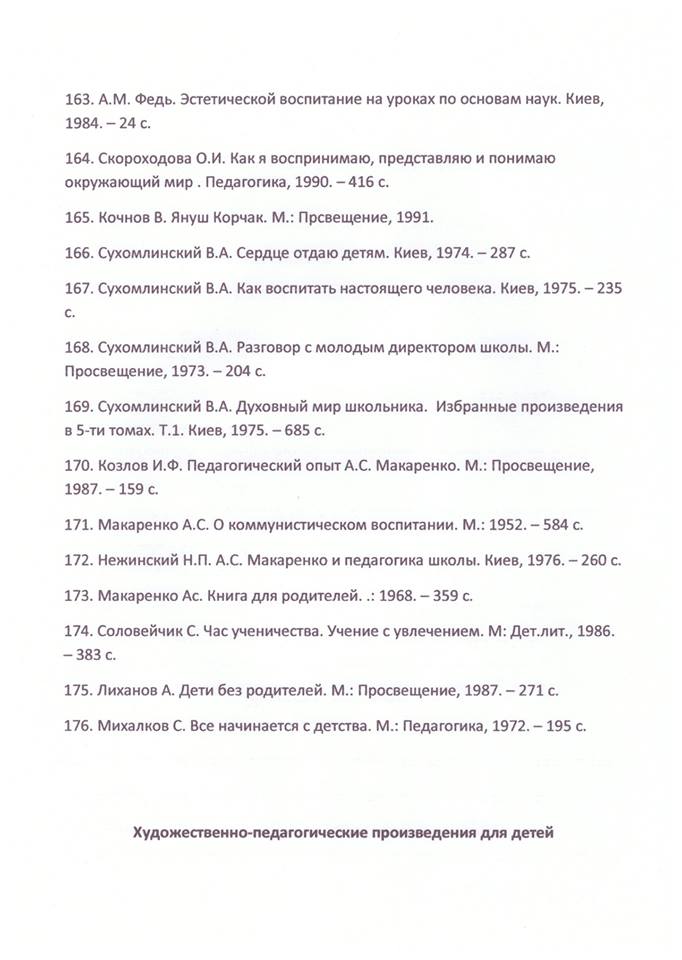 163. А.М. Федь. Эстетической воспитание на уроках по основам наук. Киев,
1984. – 24 с.
164. Скороходова О.И. Как я воспринимаю, представляю и понимаю
окружающий мир . Педагогика, 1990. – 416 с.
165. Кочнов В. Януш Корчак. М.: Прсвещение, 1991.
166. Сухомлинский В.А. Сердце отдаю детям. Киев, 1974. – 287 с.
167. Сухомлинский В.А. Как воспитать настоящего человека. Киев, 1975. – 235
с.
168. Сухомлинский В.А. Разговор с молодым директором школы. М.:
Просвещение, 1973. – 204 с.
169. Сухомлинский В.А. Духовный мир школьника.  Избранные произведения
в 5-ти томах. Т.1. Киев, 1975. – 685 с.
170. Козлов И.Ф. Педагогический опыт А.С. Макаренко. М.: Просвещение,
1987. – 159 с.
171. Макаренко А.С. О коммунистическом воспитании. М.: 1952. – 584 с.
172. Нежинский Н.П. А.С. Макаренко и педагогика школы. Киев, 1976. – 260 с.
173. Макаренко Ас. Книга для родителей. .: 1968. – 359 с.
174. Соловейчик С. Час ученичества. Учение с увлечением. М: Дет.лит., 1986.
– 383 с.
175. Лиханов А. Дети без родителей. М.: Просвещение, 1987. – 271 с.
176. Михалков С. Все начинается с детства. М.: Педагогика, 1972. – 195 с.
Художественно-педагогические произведения для детей